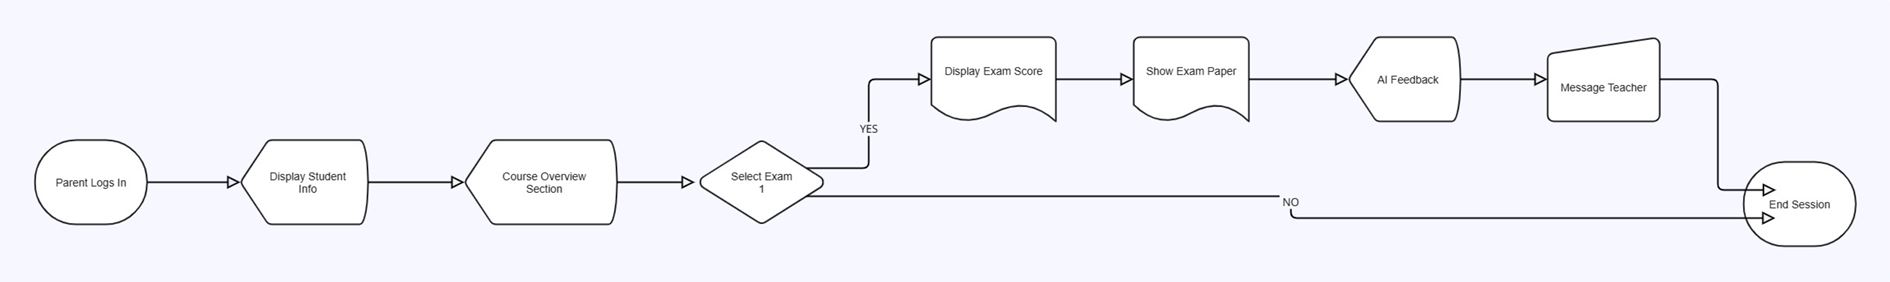 Parent Logs In
Display Student
Info
Course Overview
Section
Select Exam
1
YES
Display Exam Score
Show Exam Paper
AI Feedback
Message Teacher
NO
End Session